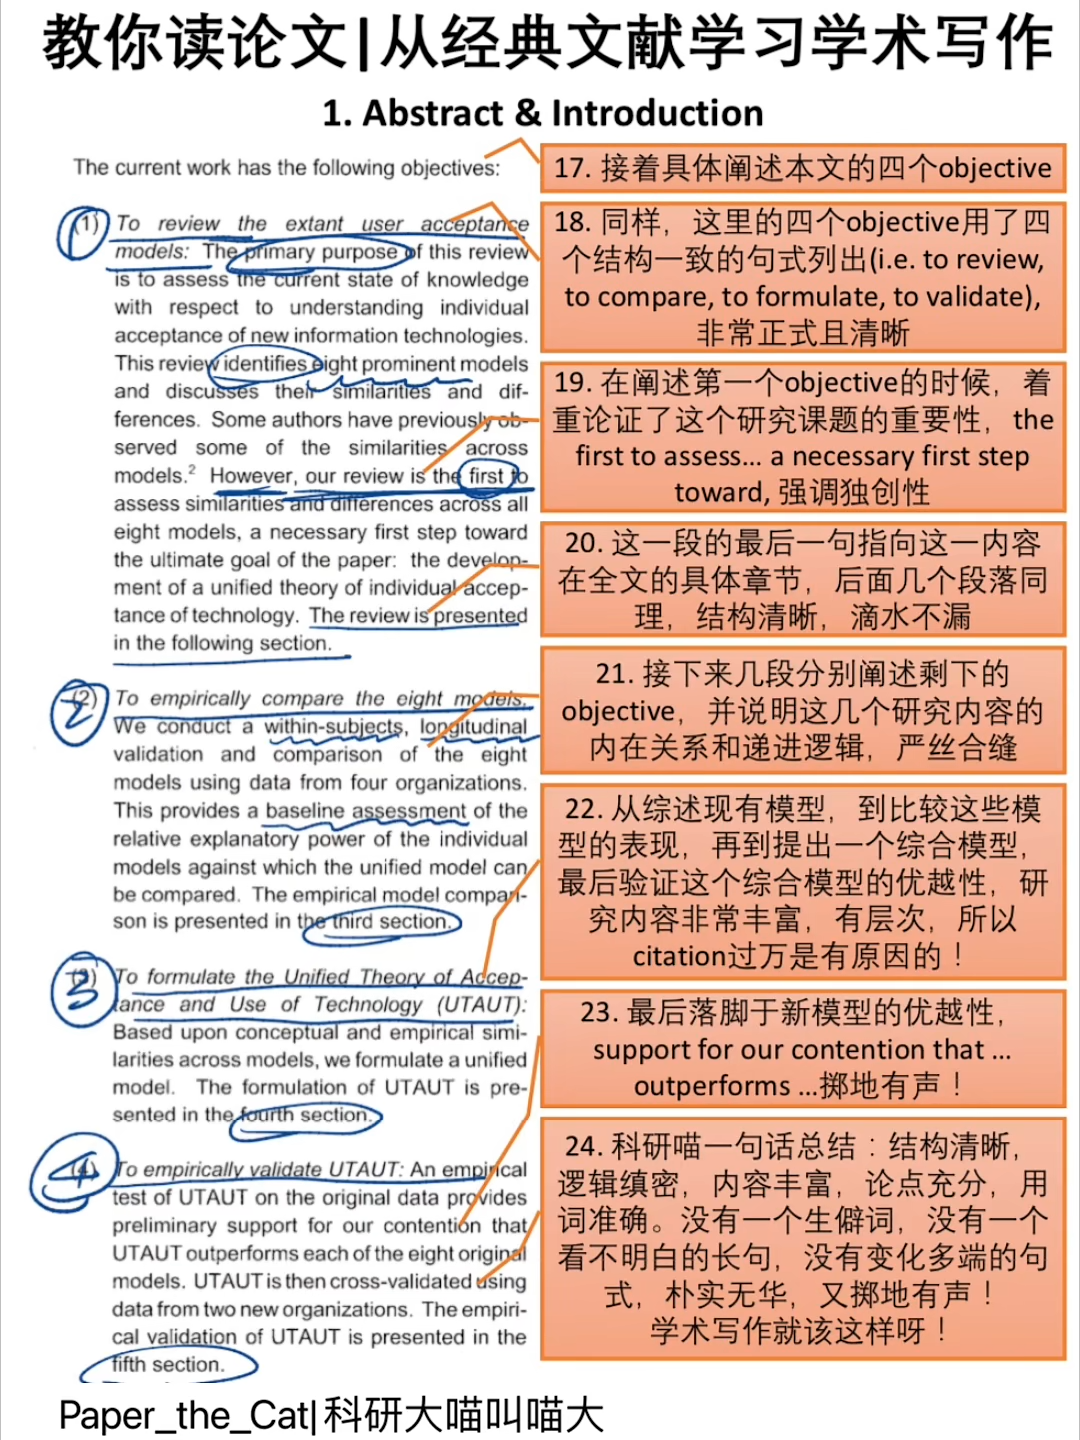 教你读论文|从经典文献学习学术写作
1. Abstract & Introduction
The current work has the following objectives:
(1) To review the extant user acceptance
models: The primary purpose of this review
is to assess the current state of knowledge
with respect to understanding individual
acceptance of new information technologies.
This review identifies eight prominent models
and discusses their similarities and dif-
ferences. Some authors have previously ob-
served some of the similarities across
models.² However, our review is the first to
assess similarities and differences across all
eight models, a necessary first step toward
the ultimate goal of the paper: the develop-
ment of a unified theory of individual accep-
tance of technology. The review is presented
in the following section.
(2) To empirically compare the eight models.
We conduct a within-subjects, longitudinal
validation and comparison of the eight
models using data from four organizations.
This provides a baseline assessment of the
relative explanatory power of the individual
models against which the unified model can
be compared. The empirical model compari-
son is presented in the third section.
(3) To formulate the Unified Theory of Accep-
tance and Use of Technology (UTAUT):
Based upon conceptual and empirical simi-
larities across models, we formulate a unified
model. The formulation of UTAUT is pre-
sented in the fourth section.
(4) To empirically validate UTAUT: An empirical
test of UTAUT on the original data provides
preliminary support for our contention that
UTAUT outperforms each of the eight original
models. UTAUT is then cross-validated using
data from two new organizations. The empiri-
cal validation of UTAUT is presented in the
fifth section.
17. 接着具体阐述本文的四个objective
18. 同样，这里的四个objective用了四
个结构一致的句式列出(i.e. to review,
to compare, to formulate, to validate),
非常正式且清晰
19. 在阐述第一个objective的时候，着
重论证了这个研究课题的重要性，the
first to assess... a necessary first step
toward, 强调独创性
20. 这一段的最后一句指向这一内容
在全文的具体章节，后面几个段落同
理，结构清晰，滴水不漏
21. 接下来几段分别阐述剩下的
objective，并说明这几个研究内容的
内在关系和递进逻辑，严丝合缝
22. 从综述现有模型，到比较这些模
型的表现，再到提出一个综合模型，
最后验证这个综合模型的优越性，研
究内容非常丰富，有层次，所以
citation过万是有原因的！
23. 最后落脚于新模型的优越性，
support for our contention that ...
outperforms ...掷地有声！
24. 科研喵一句话总结：结构清晰，
逻辑缜密，内容丰富，论点充分，用
词准确。没有一个生僻词，没有一个
看不明白的长句，没有变化多端的句
式，朴实无华，又掷地有声！
学术写作就该这样呀！
Paper_the_Cat|科研大喵叫喵大